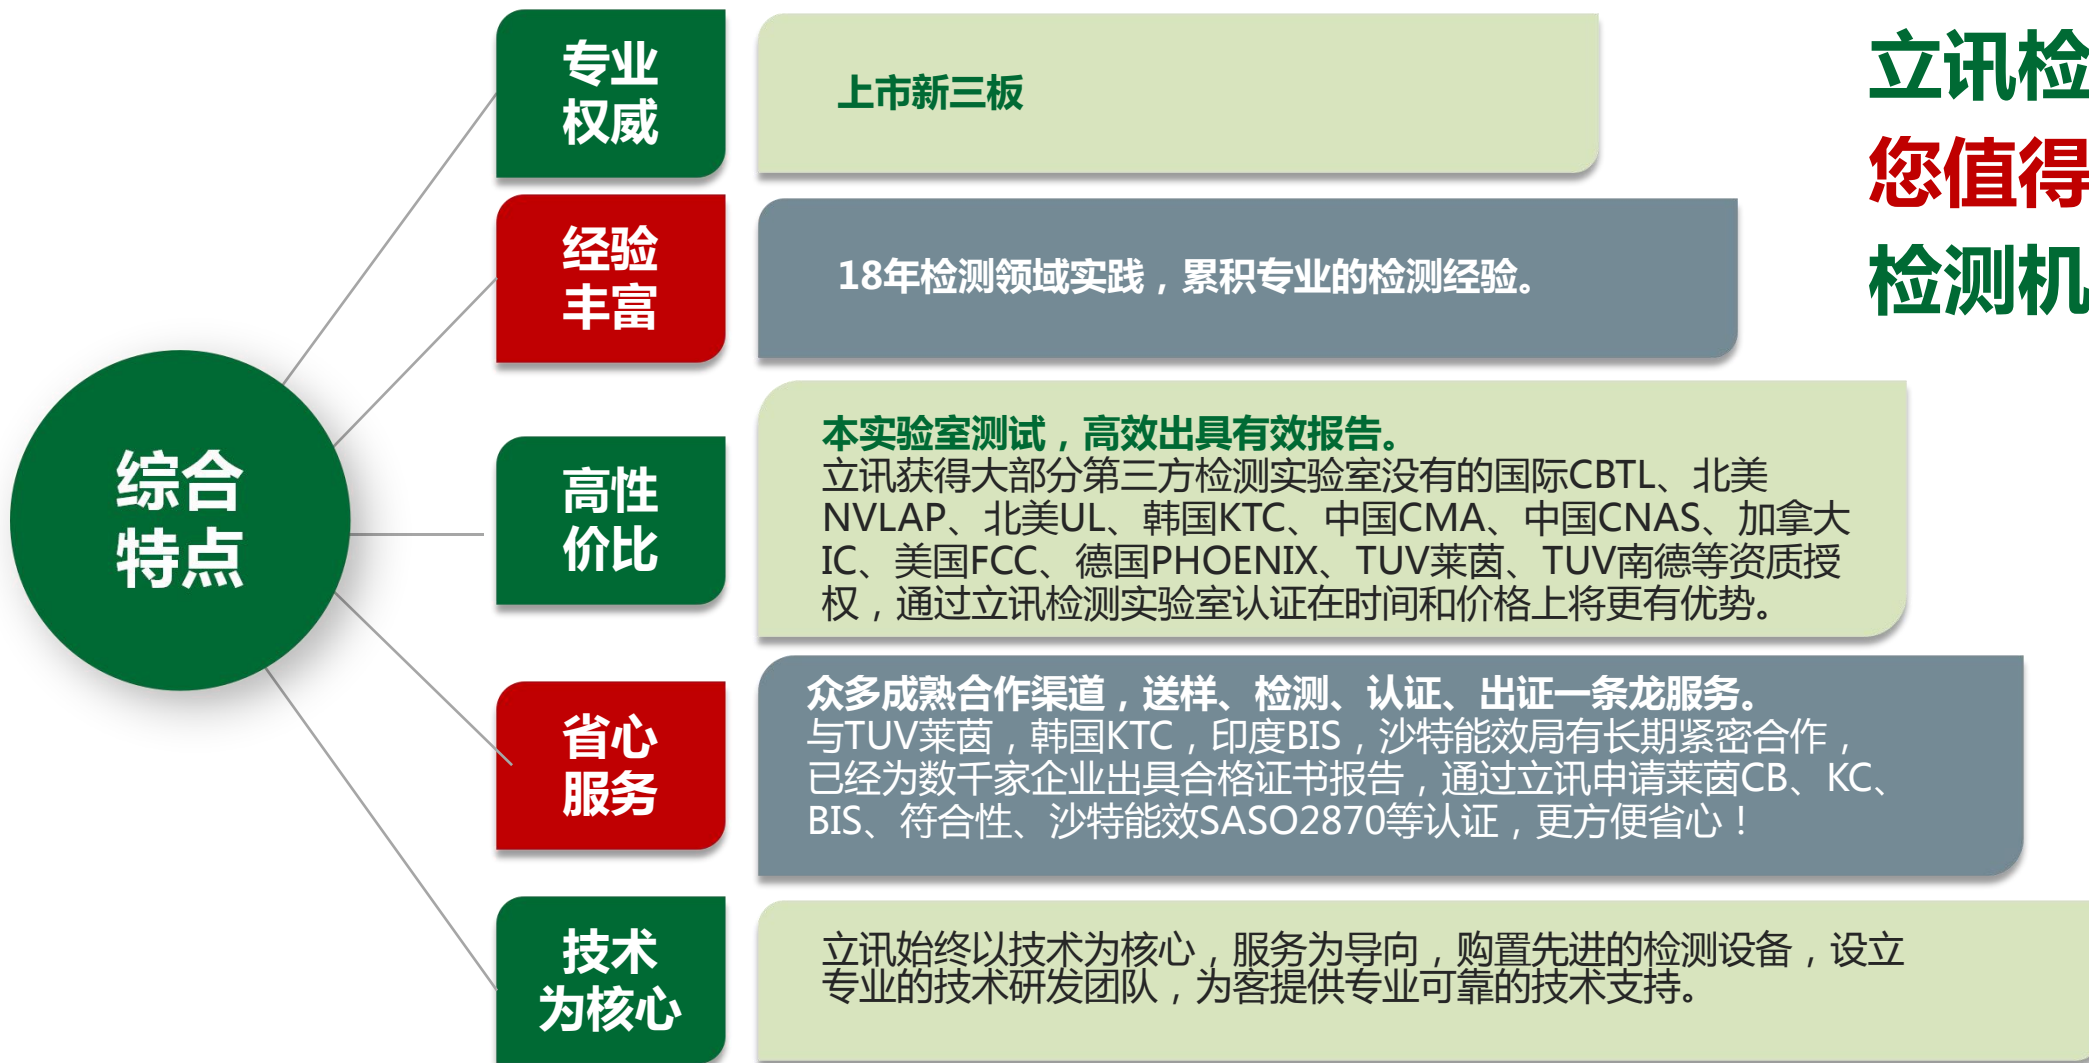 专业
权威
上市新三板
立讯检
您值得
检测机
经验
丰富
18年检测领域实践，累积专业的检测经验。
综合
特点
高性
价比
本实验室测试，高效出具有效报告。
立讯获得大部分第三方检测实验室没有的国际CBTL、北美
NVLAP、北美UL、韩国KTC、中国CMA、中国CNAS、加拿大
IC、美国FCC、德国PHOENIX、TUV莱茵、TUV南德等资质授
权，通过立讯检测实验室认证在时间和价格上将更有优势。
省心
服务
众多成熟合作渠道，送样、检测、认证、出证一条龙服务。
与TUV莱茵，韩国KTC，印度BIS，沙特能效局有长期紧密合作，
已经为数千家企业出具合格证书报告，通过立讯申请莱茵CB、KC、
BIS、符合性、沙特能效SASO2870等认证，更方便省心！
技术
为核心
立讯始终以技术为核心，服务为导向，购置先进的检测设备，设立
专业的技术研发团队，为客提供专业可靠的技术支持。